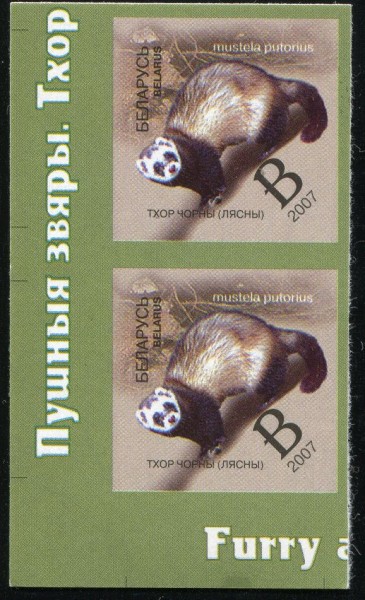 Пушныя звяры. Тхор
mustela putorius
БЕЛАРУСЬ
BELARUS
B
2007
ТХОР ЧОРНЫ (ЛЯСНЫ)
mustela putorius
БЕЛАРУСЬ
BELARUS
B
2007
ТХОР ЧОРНЫ (ЛЯСНЫ)
Furry a